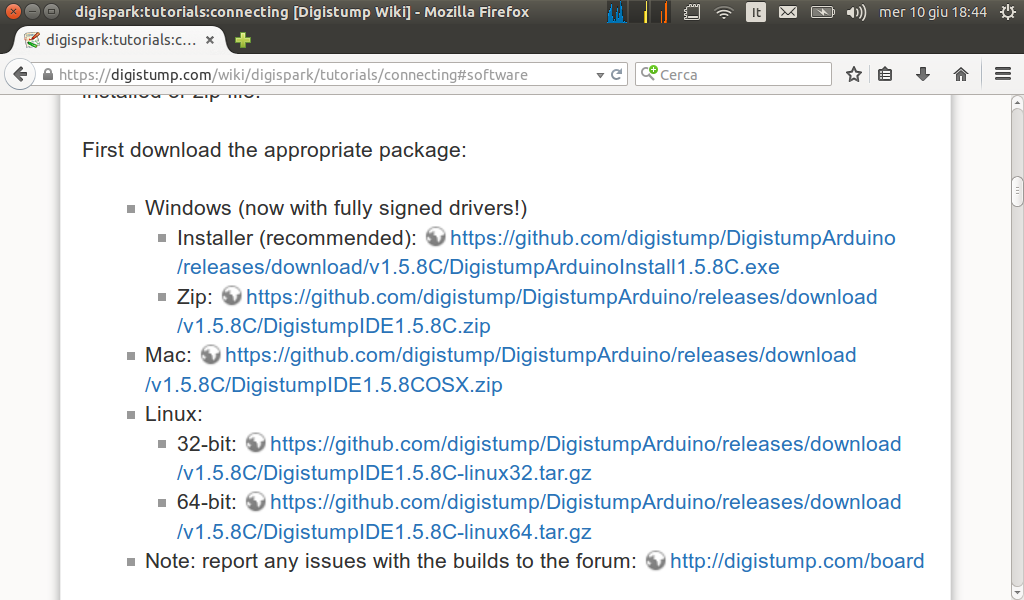 digispark:tutorials:connecting [Digistump Wiki] - Mozilla Firefox
It
mer 10 giu 18:44
digispark:tutorials:c...
https://digistump.com/wiki/digispark/tutorials/connecting#software
Cerca
installed or zip file.
First download the appropriate package:
Windows (now with fully signed drivers!)
Installer (recommended): https://github.com/digistump/DigistumpArduino
/releases/download/v1.5.8C/DigistumpArduinoInstall1.5.8C.exe
Zip: https://github.com/digistump/DigistumpArduino/releases/download
/v1.5.8C/DigistumpIDE1.5.8C.zip
Mac: https://github.com/digistump/DigistumpArduino/releases/download
/v1.5.8C/DigistumpIDE1.5.8COSX.zip
Linux:
32-bit: https://github.com/digistump/DigistumpArduino/releases/download
/v1.5.8C/DigistumpIDE1.5.8C-linux32.tar.gz
64-bit: https://github.com/digistump/DigistumpArduino/releases/download
/v1.5.8C/DigistumpIDE1.5.8C-linux64.tar.gz
Note: report any issues with the builds to the forum: http://digistump.com/board